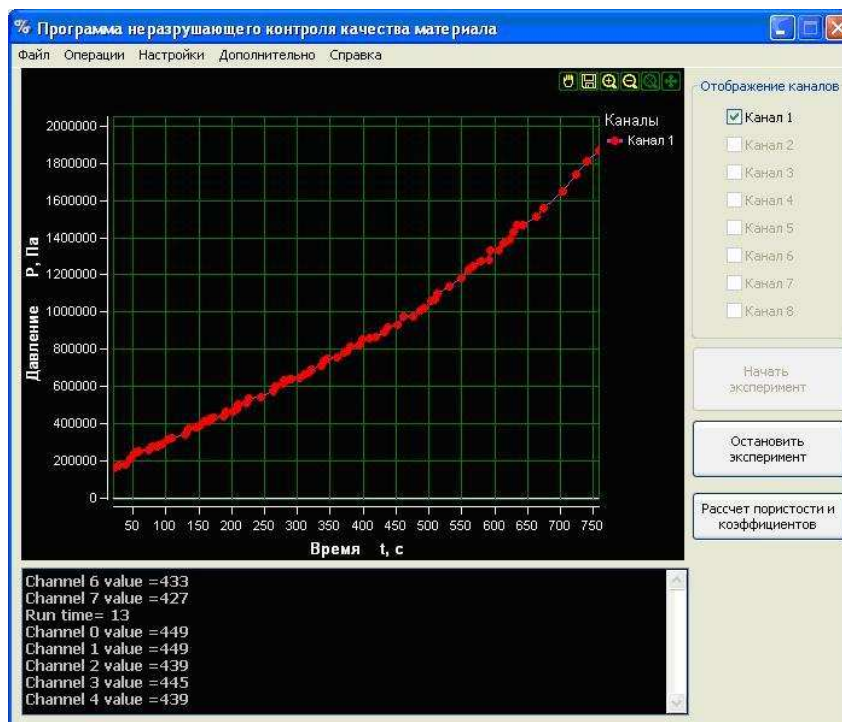 Программа неразрушающего контроля качества материала
Файл Операции Настройки Дополнительно Справка
Каналы
Канал 1
2000000
1800000
1600000
1400000
1200000
1000000
800000
600000
400000
200000
0
Давление P, Па
50 100 150 200 250 300 350 400 450 500 550 600 650 700 750
Время t, с
Отображение каналов
Канал 1
Канал 2
Канал 3
Канал 4
Канал 5
Канал 6
Канал 7
Канал 8
Начать
эксперимент
Остановить
эксперимент
Рассчет пористости и
коэффициентов
Channel 6 value =433
Channel 7 value =427
Run time= 13
Channel 0 value =449
Channel 1 value =449
Channel 2 value =439
Channel 3 value =445
Channel 4 value =439